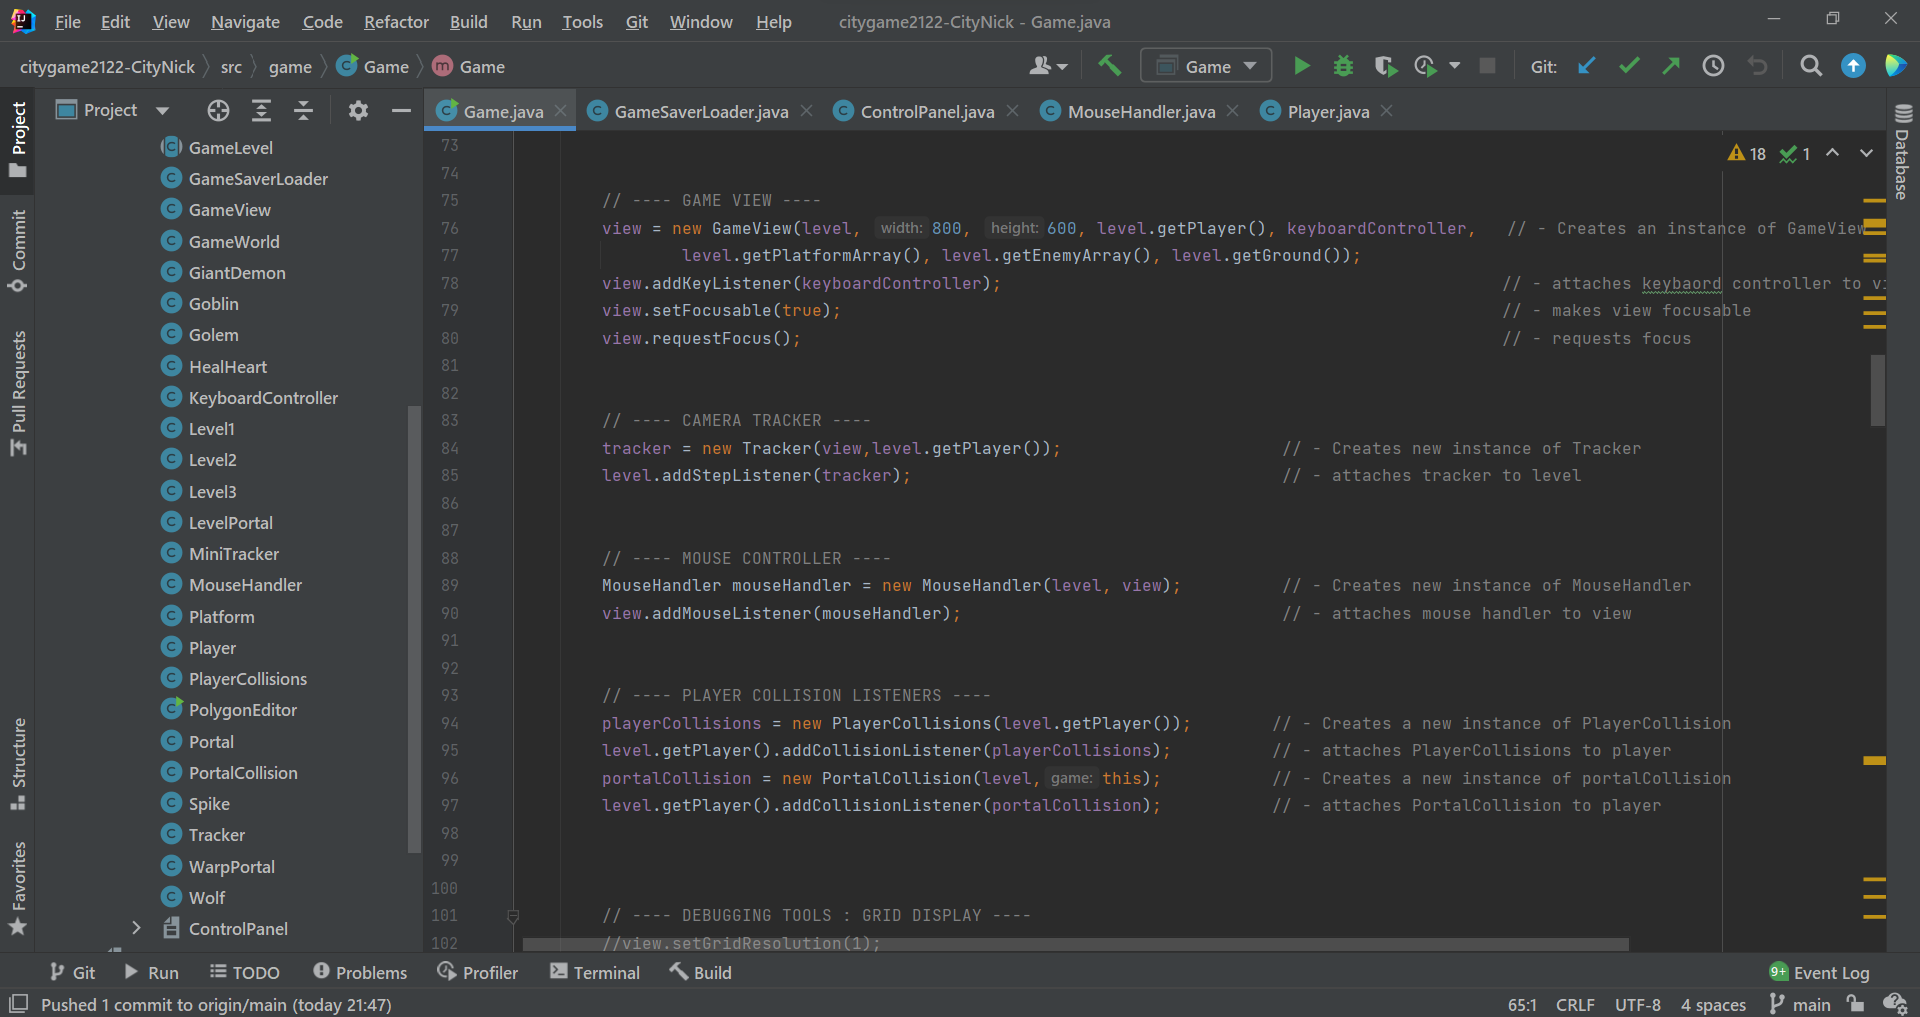 File Edit View Navigate Code Refactor Build Run Tools Git Window Help citygame2122-CityNick - Game.java
citygame2122-CityNick src game Game Game Game Git:
Project
Game.java GameSaverLoader.java ControlPanel.java MouseHandler.java Player.java
Project
Commit
Pull Requests
Structure
Favorites
Database
GameLevel
GameSaverLoader
GameView
GameWorld
GiantDemon
Goblin
Golem
HealHeart
KeyboardController
Level1
Level2
Level3
LevelPortal
MiniTracker
MouseHandler
Platform
Player
PlayerCollisions
PolygonEditor
Portal
PortalCollision
Spike
Tracker
WarpPortal
Wolf
ControlPanel
18 1
73
74
75 // ---- GAME VIEW ----
76 view = new GameView(level, width: 800, height: 600, level.getPlayer(), keyboardController, // - Creates an instance of GameView
77 level.getPlatformArray(), level.getEnemyArray(), level.getGround());
78 view.addKeyListener(keyboardController); // - attaches keybaord controller to vi
79 view.setFocusable(true); // - makes view focusable
80 view.requestFocus(); // - requests focus
81
82
83 // ---- CAMERA TRACKER ----
84 tracker = new Tracker(view,level.getPlayer()); // - Creates new instance of Tracker
85 level.addStepListener(tracker); // - attaches tracker to level
86
87
88 // ---- MOUSE CONTROLLER ----
89 MouseHandler mouseHandler = new MouseHandler(level, view); // - Creates new instance of MouseHandler
90 view.addMouseListener(mouseHandler); // - attaches mouse handler to view
91
92
93 // ---- PLAYER COLLISION LISTENERS ----
94 playerCollisions = new PlayerCollisions(level.getPlayer()); // - Creates a new instance of PlayerCollision
95 level.getPlayer().addCollisionListener(playerCollisions); // - attaches PlayerCollisions to player
96 portalCollision = new PortalCollision(level, game: this); // - Creates a new instance of portalCollision
97 level.getPlayer().addCollisionListener(portalCollision); // - attaches PortalCollision to player
98
99
100
101 // ---- DEBUGGING TOOLS : GRID DISPLAY ----
102 //view.setGridResolution(1);
Git Run TODO Problems Profiler Terminal Build 9+ Event Log
Pushed 1 commit to origin/main (today 21:47) 65:1 CRLF UTF-8 4 spaces main